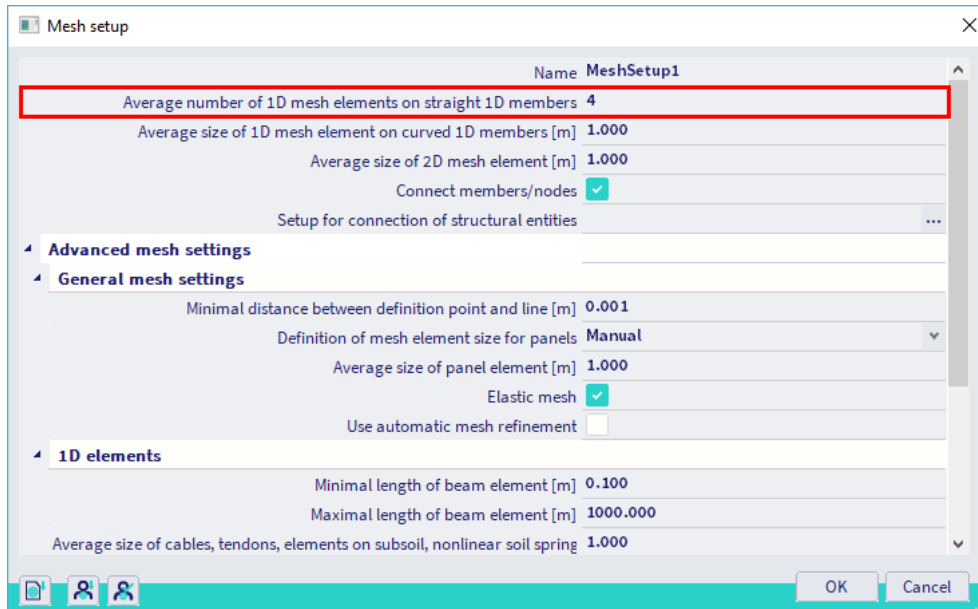 Mesh setup
Name MeshSetup1
Average number of 1D mesh elements on straight 1D members 4
Average size of 1D mesh element on curved 1D members [m] 1.000
Average size of 2D mesh element [m] 1.000
Connect members/nodes
Setup for connection of structural entities ...
Advanced mesh settings
General mesh settings
Minimal distance between definition point and line [m] 0.001
Definition of mesh element size for panels Manual
Average size of panel element [m] 1.000
Elastic mesh
Use automatic mesh refinement
1D elements
Minimal length of beam element [m] 0.100
Maximal length of beam element [m] 1000.000
Average size of cables, tendons, elements on subsoil, nonlinear soil spring 1.000
OK Cancel